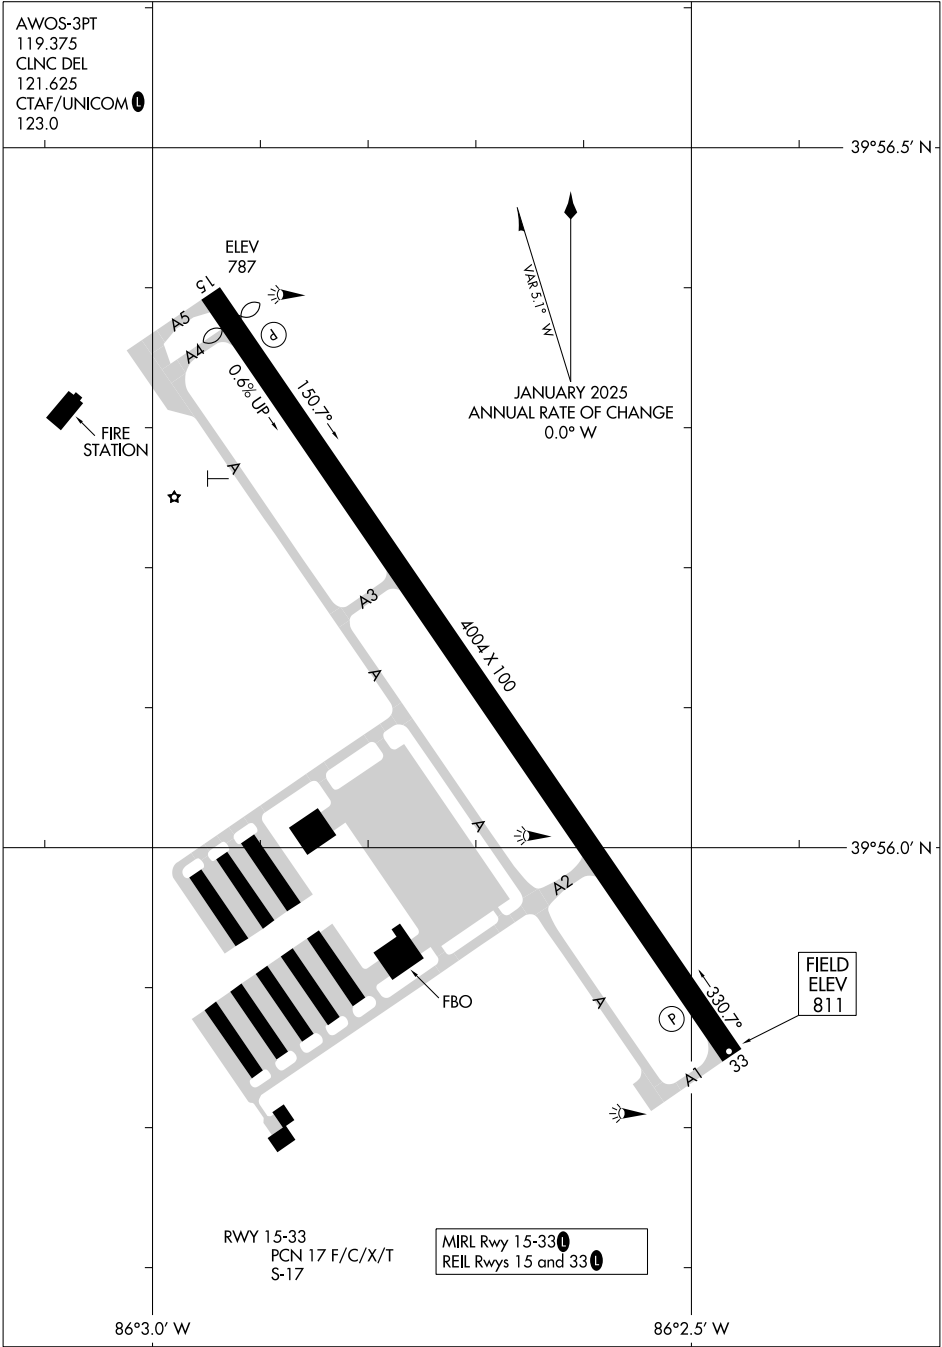 AWOS-3PT
119.375
CLNC DEL
121.625
CTAF/UNICOM L
123.0
39°56.5' N
ELEV
787
15
A5
A4
P
0.6% UP
150.7°
VAR 5.1° W
JANUARY 2025
ANNUAL RATE OF CHANGE
0.0° W
FIRE
STATION
A
A3
4004 X 100
A
A
39°56.0' N
A2
FBO
A
P
330.7°
FIELD
ELEV
811
33
A1
RWY 15-33
PCN 17 F/C/X/T
S-17
MIRL Rwy 15-33 L
REIL Rwys 15 and 33 L
86°3.0' W
86°2.5' W